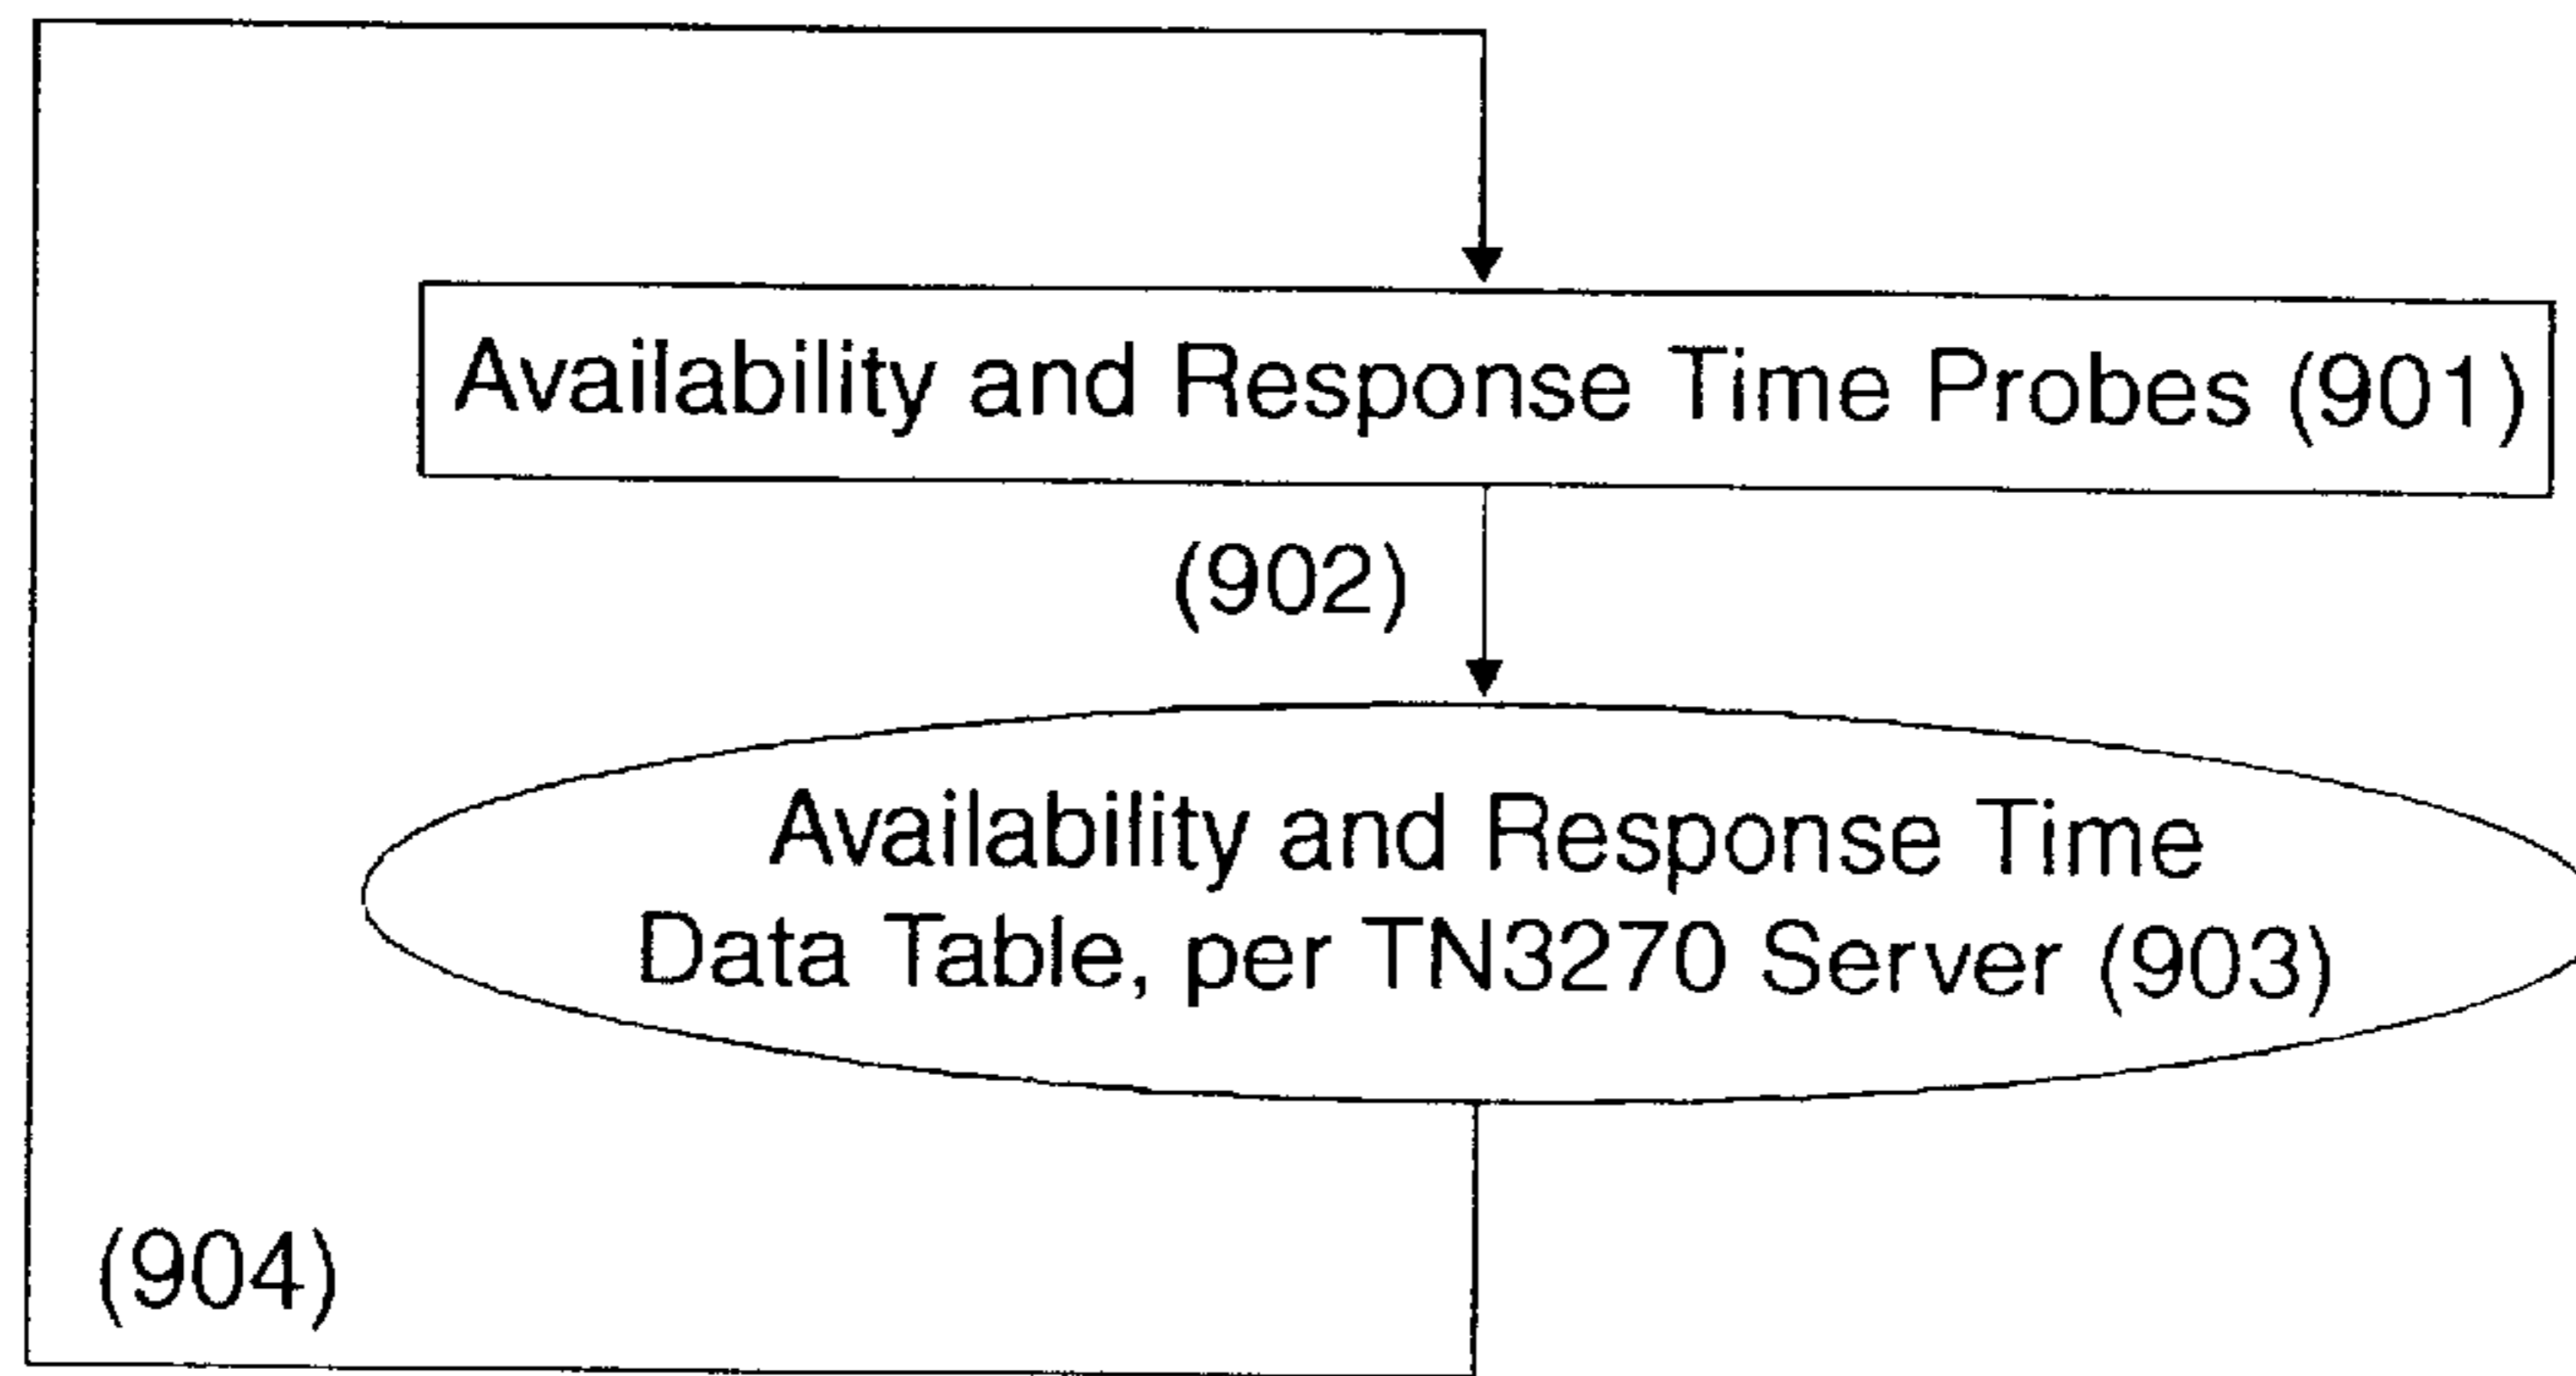 Availability and Response Time Probes (901)
(902)
Availability and Response Time
Data Table, per TN3270 Server (903)
(904)